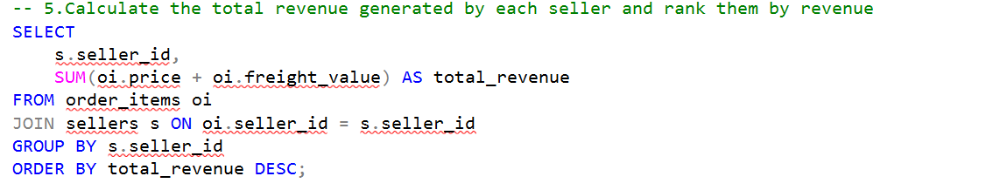 -- 5.Calculate the total revenue generated by each seller and rank them by revenue
SELECT
    s.seller_id,
    SUM(oi.price + oi.freight_value) AS total_revenue
FROM order_items oi
JOIN sellers s ON oi.seller_id = s.seller_id
GROUP BY s.seller_id
ORDER BY total_revenue DESC;